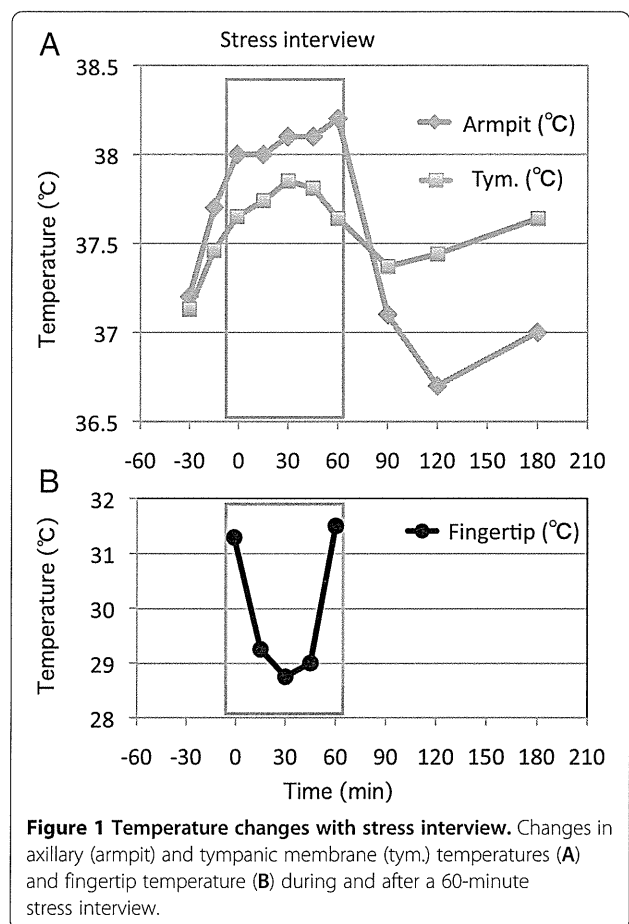 Stress interview
A
38.5
38
37.5
37
36.5
Temperature (℃)
Armpit (℃)
Tym. (℃)
-60 -30 0 30 60 90 120 150 180 210
B
32
31
30
29
28
Temperature (℃)
Fingertip (℃)
-60 -30 0 30 60 90 120 150 180 210
Time (min)
Figure 1 Temperature changes with stress interview. Changes in
axillary (armpit) and tympanic membrane (tym.) temperatures (A)
and fingertip temperature (B) during and after a 60-minute
stress interview.